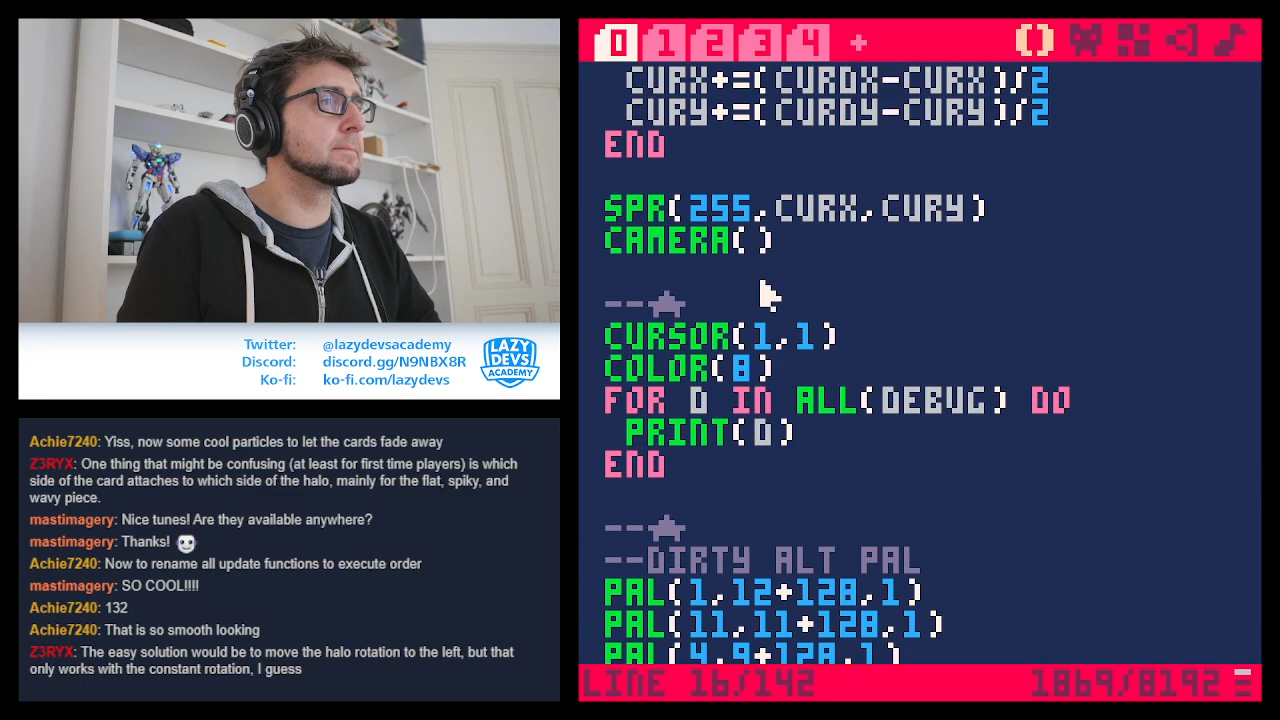 Twitter: @lazydevsacademy
Discord: discord.gg/N9NBX8R
Ko-fi: ko-fi.com/lazydevs
LAZY
DEVS
ACADEMY
Achie7240: Yiss, now some cool particles to let the cards fade away
Z3RYX: One thing that might be confusing (at least for first time players) is which
side of the card attaches to which side of the halo, mainly for the flat, spiky, and
wavy piece.
mastimagery: Nice tunes! Are they available anywhere?
mastimagery: Thanks!
Achie7240: Now to rename all update functions to execute order
mastimagery: SO COOL!!!!
Achie7240: 132
Achie7240: That is so smooth looking
Z3RYX: The easy solution would be to move the halo rotation to the left, but that
only works with the constant rotation, I guess
0 1 2 3 4 +
CURX+=(CURDX-CURX)/2
CURY+=(CURDY-CURY)/2
END
SPR(255,CURX,CURY)
CAMERA()
--
CURSOR(1,1)
COLOR(8)
FOR D IN ALL(DEBUG) DO
PRINT(D)
END
--
--DIRTY ALT PAL
PAL(1,12+128,1)
PAL(11,11+128,1)
PAL(4,9+128,1)
LINE 16/142
1869/8192